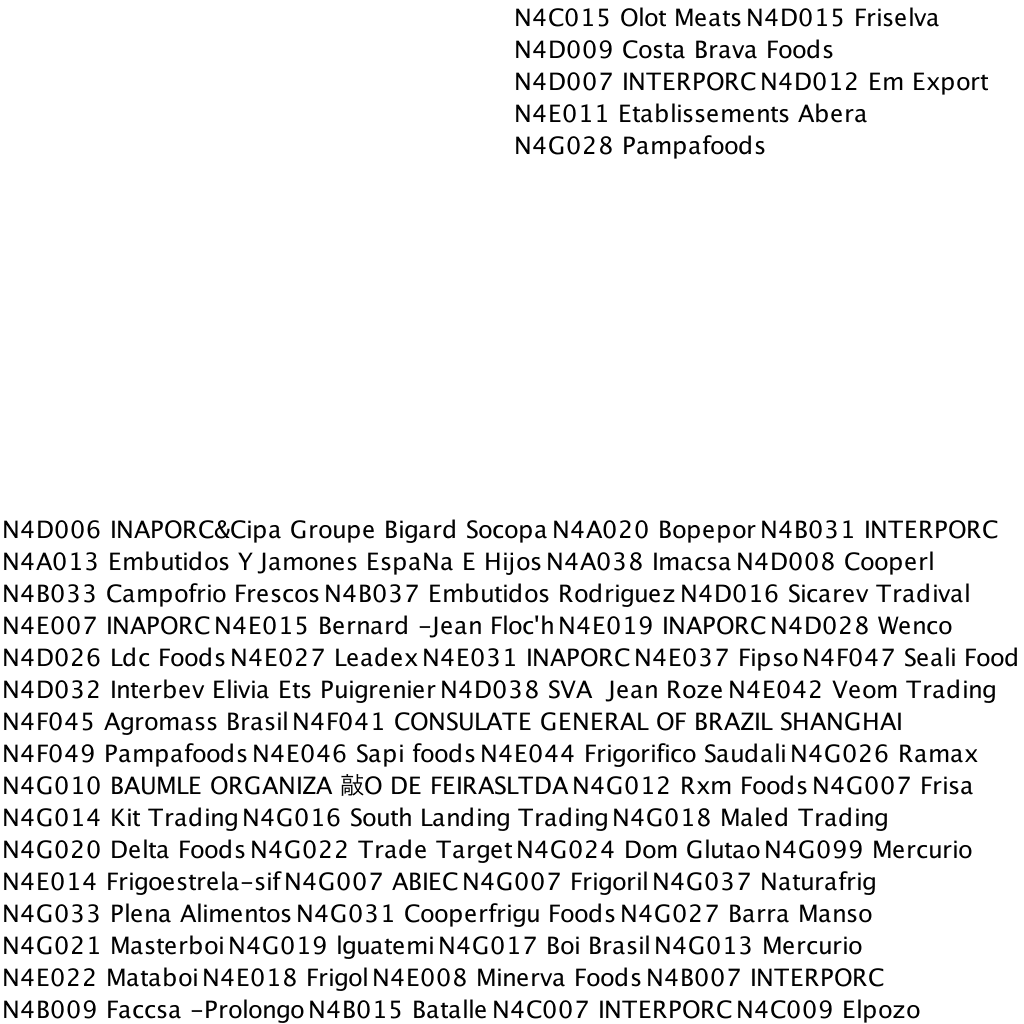 N4C015 Olot Meats N4D015 Friselva
N4D009 Costa Brava Foods
N4D007 INTERPORC N4D012 Em Export
N4E011 Etablissements Abera
N4G028 Pampafoods
N4D006 INAPORC&Cipa Groupe Bigard Socopa N4A020 Bopepor N4B031 INTERPORC
N4A013 Embutidos Y Jamones EspaNa E Hijos N4A038 Imacsa N4D008 Cooperl
N4B033 Campofrio Frescos N4B037 Embutidos Rodriguez N4D016 Sicarev Tradival
N4E007 INAPORC N4E015 Bernard -Jean Floc'h N4E019 INAPORC N4D028 Wenco
N4D026 Ldc Foods N4E027 Leadex N4E031 INAPORC N4E037 Fipso N4F047 Seali Food
N4D032 Interbev Elivia Ets Puigrenier N4D038 SVA Jean Roze N4E042 Veom Trading
N4F045 Agromass Brasil N4F041 CONSULATE GENERAL OF BRAZIL SHANGHAI
N4F049 Pampafoods N4E046 Sapi foods N4E044 Frigorifico Saudali N4G026 Ramax
N4G010 BAUMLE ORGANIZA 敲O DE FEIRASLTDA N4G012 Rxm Foods N4G007 Frisa
N4G014 Kit Trading N4G016 South Landing Trading N4G018 Maled Trading
N4G020 Delta Foods N4G022 Trade Target N4G024 Dom Glutao N4G099 Mercurio
N4E014 Frigoestrela-sif N4G007 ABIEC N4G007 Frigoril N4G037 Naturafrig
N4G033 Plena Alimentos N4G031 Cooperfrigu Foods N4G027 Barra Manso
N4G021 Masterboi N4G019 lguatemi N4G017 Boi Brasil N4G013 Mercurio
N4E022 Mataboi N4E018 Frigol N4E008 Minerva Foods N4B007 INTERPORC
N4B009 Faccsa -Prolongo N4B015 Batalle N4C007 INTERPORC N4C009 Elpozo